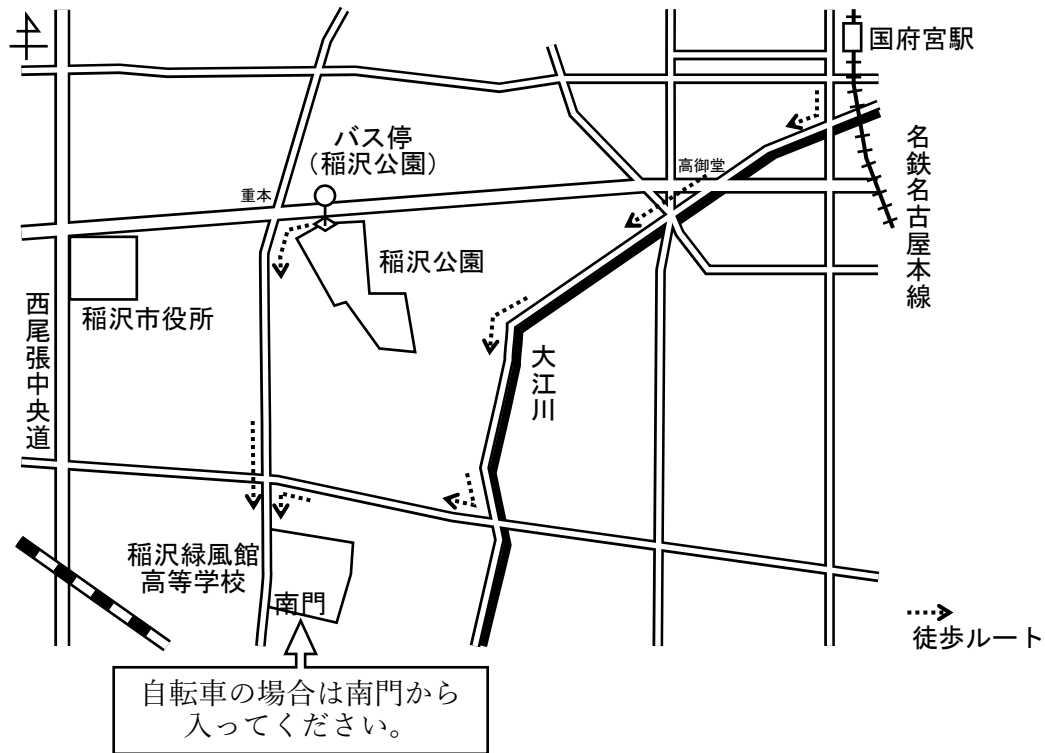 国府宮駅
バス停
(稲沢公園)
高御堂
重本
名鉄名古屋本線
稲沢公園
稲沢市役所
西尾張中央道
大江川
稲沢緑風館
高等学校
南門
徒歩ルート
自転車の場合は南門から
入ってください。